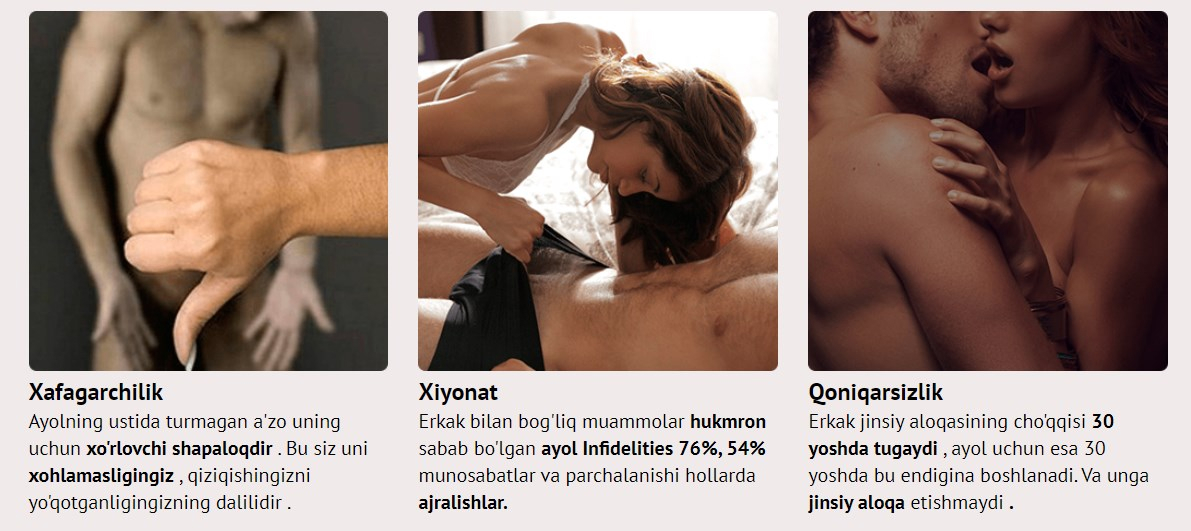 Xafagarchilik
Ayolning ustida turmagan a'zo uning
uchun xo'rlovchi shapaloqdir . Bu siz uni
xohlamasligingiz , qiziqishingizni
yo'qotganligingizning dalilidir .
Xiyonat
Erkak bilan bog'liq muammolar hukmron
sabab bo'lgan ayol Infidelities 76%, 54%
munosabatlar va parchalanishi hollarda
ajralishlar.
Qoniqarsizlik
Erkak jinsiy aloqasining cho'qqisi 30
yoshda tugaydi , ayol uchun esa 30
yoshda bu endigina boshlanadi. Va unga
jinsiy aloqa etishmaydi .